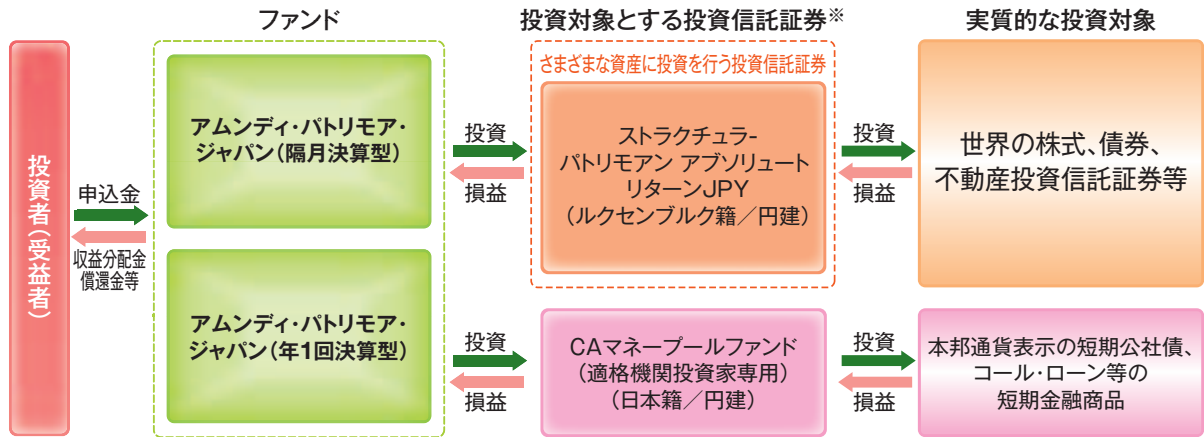 ファンド
投資対象とする投資信託証券※
実質的な投資対象
投資者(受益者)
申込金
収益分配金
償還金等
アムンディ・パトリモア・
ジャパン(隔月決算型)
アムンディ・パトリモア・
ジャパン(年1回決算型)
投資
損益
投資
損益
さまざまな資産に投資を行う投資信託証券
ストラクチュラ-
パトリモアン アブソリュート
リターンJPY
(ルクセンブルク籍/円建)
CAマネープールファンド
(適格機関投資家専用)
(日本籍/円建)
投資
損益
投資
損益
世界の株式、債券、
不動産投資信託証券等
本邦通貨表示の短期公社債、
コール・ローン等の
短期金融商品